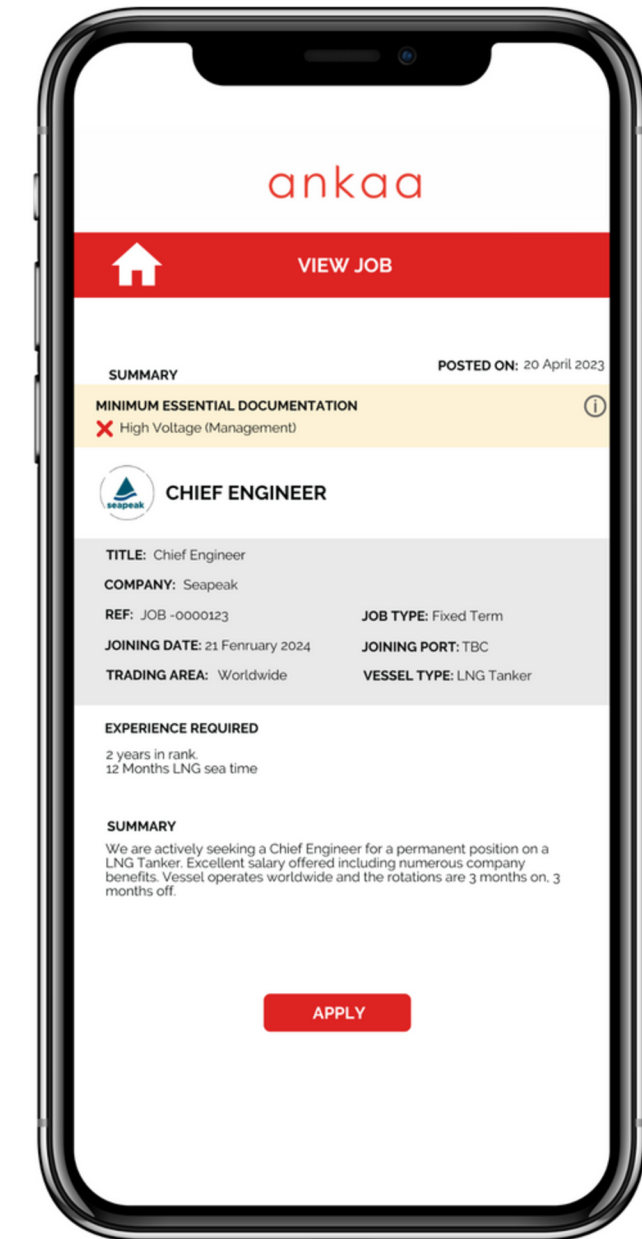 ankaa
VIEW JOB
SUMMARY
POSTED ON: 20 April 2023
MINIMUM ESSENTIAL DOCUMENTATION
High Voltage (Management)
seapeak
CHIEF ENGINEER
TITLE: Chief Engineer
COMPANY: Seapeak
REF: JOB -0000123
JOB TYPE: Fixed Term
JOINING DATE: 21 Fenruary 2024
JOINING PORT: TBC
TRADING AREA: Worldwide
VESSEL TYPE: LNG Tanker
EXPERIENCE REQUIRED
2 years in rank.
12 Months LNG sea time
SUMMARY
We are actively seeking a Chief Engineer for a permanent position on a
LNG Tanker. Excellent salary offered including numerous company
benefits. Vessel operates worldwide and the rotations are 3 months on, 3
months off.
APPLY